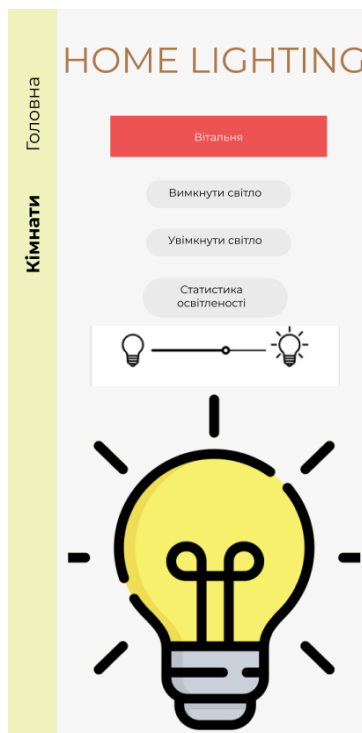 HOME LIGHTING
Головна
Кімнати
Вітальня
Вимкнути світло
Увімкнути світло
Статистика
освітленості